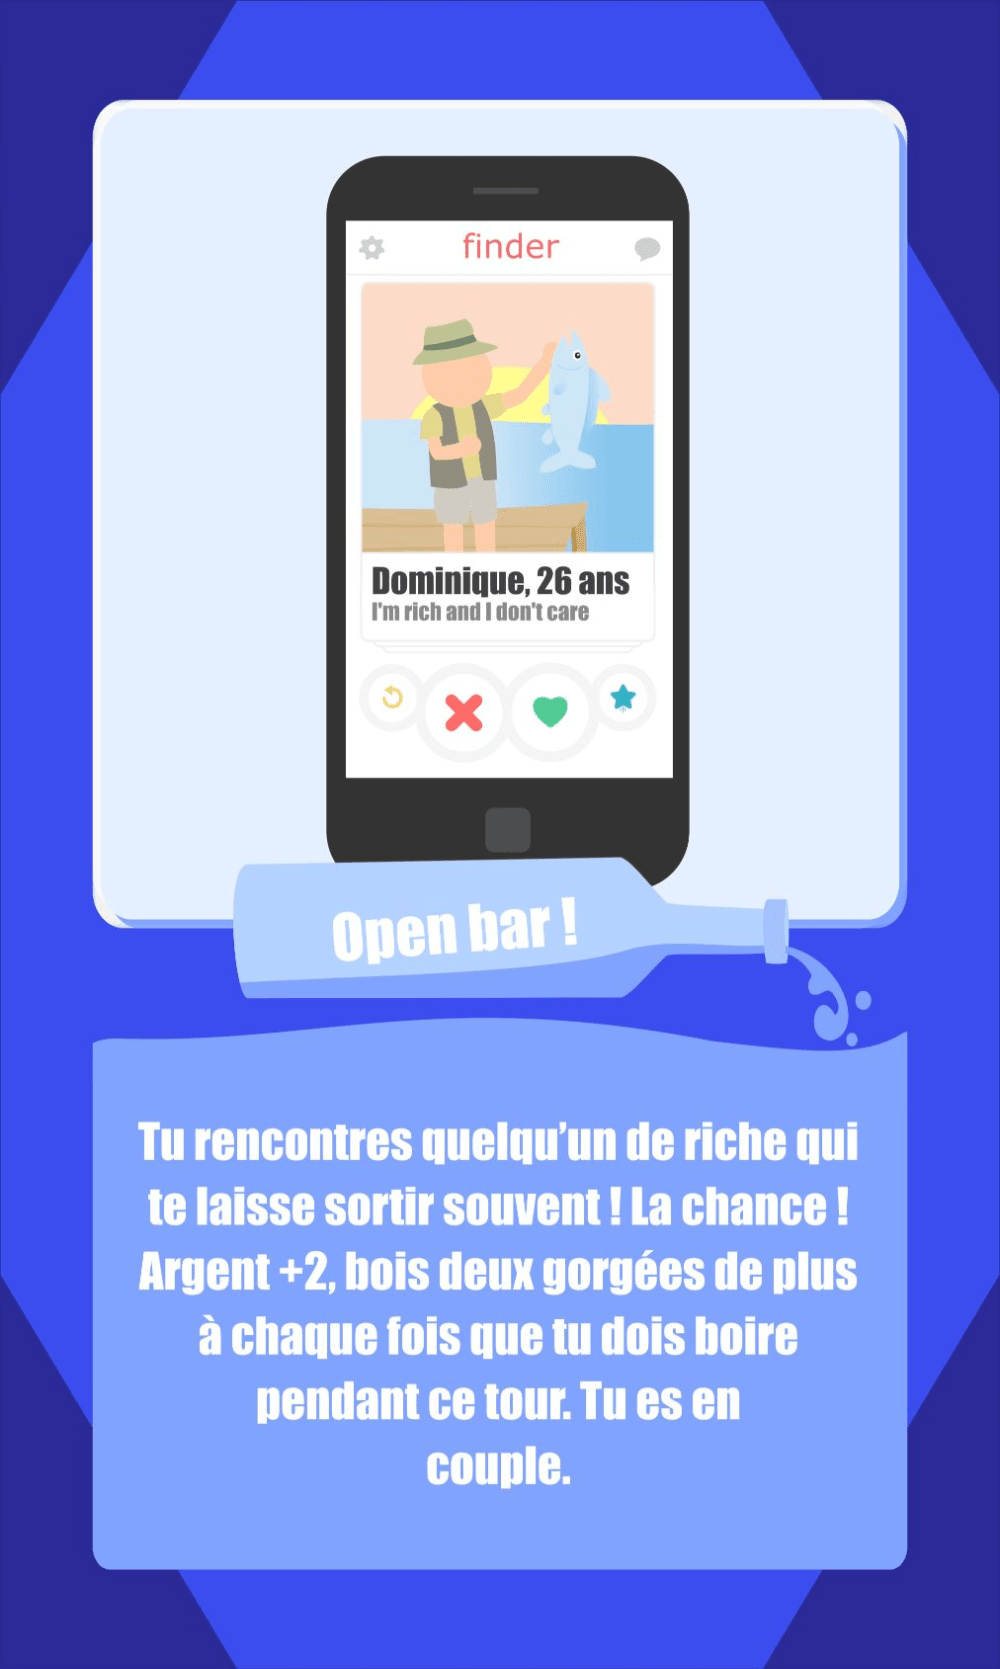 finder
Dominique, 26 ans
I'm rich and I don't care
Open bar !
Tu rencontres quelqu’un de riche qui
te laisse sortir souvent ! La chance !
Argent +2, bois deux gorgées de plus
à chaque fois que tu dois boire
pendant ce tour. Tu es en
couple.